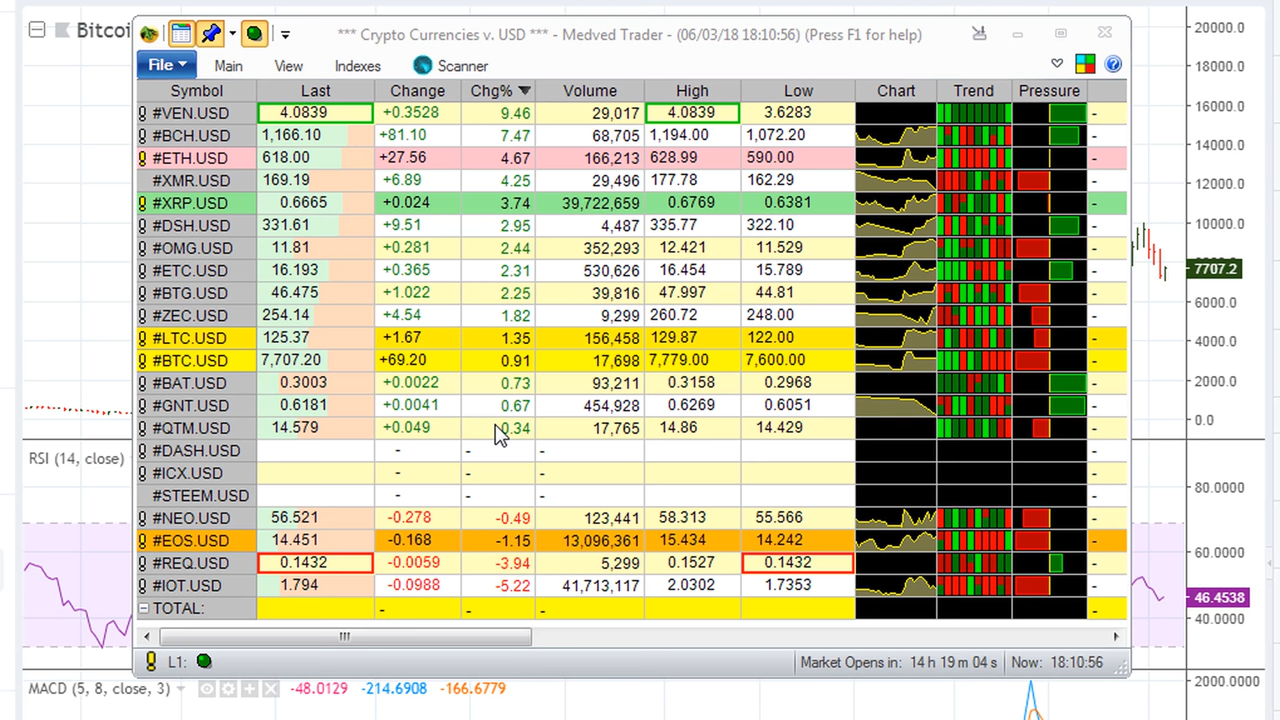 Bitcoi
*** Crypto Currencies v. USD *** - Medved Trader - (06/03/18 18:10:56) (Press F1 for help)
File Main View Indexes Scanner
Symbol Last Change Chg% Volume High Low Chart Trend Pressure
#VEN.USD 4.0839 +0.3528 9.46 29,017 4.0839 3.6283 -
#BCH.USD 1,166.10 +81.10 7.47 68,705 1,194.00 1,072.20 -
#ETH.USD 618.00 +27.56 4.67 166,213 628.99 590.00 -
#XMR.USD 169.19 +6.89 4.25 29,496 177.78 162.29 -
#XRP.USD 0.6665 +0.024 3.74 39,722,659 0.6769 0.6381 -
#DSH.USD 331.61 +9.51 2.95 4,487 335.77 322.10 -
#OMG.USD 11.81 +0.281 2.44 352,293 12.421 11.529 -
#ETC.USD 16.193 +0.365 2.31 530,626 16.454 15.789 -
#BTG.USD 46.475 +1.022 2.25 39,816 47.997 44.81 -
#ZEC.USD 254.14 +4.54 1.82 9,299 260.72 248.00 -
#LTC.USD 125.37 +1.67 1.35 156,458 129.87 122.00 -
#BTC.USD 7,707.20 +69.20 0.91 17,698 7,779.00 7,600.00 -
#BAT.USD 0.3003 +0.0022 0.73 93,211 0.3158 0.2968 -
#GNT.USD 0.6181 +0.0041 0.67 454,928 0.6269 0.6051 -
#QTM.USD 14.579 +0.049 0.34 17,765 14.86 14.429 -
#DASH.USD - - - -
#ICX.USD - - - -
#STEEM.USD - - - -
#NEO.USD 56.521 -0.278 -0.49 123,441 58.313 55.566 -
#EOS.USD 14.451 -0.168 -1.15 13,096,361 15.434 14.242 -
#REQ.USD 0.1432 -0.0059 -3.94 5,299 0.1527 0.1432 -
#IOT.USD 1.794 -0.0988 -5.22 41,713,117 2.0302 1.7353 -
TOTAL: - - - -
L1: Market Opens in: 14 h 19 m 04 s Now: 18:10:56
20000.0
18000.0
16000.0
14000.0
12000.0
10000.0
7707.2
6000.0
4000.0
2000.0
0.0
RSI (14, close)
80.0000
60.0000
46.4538
40.0000
MACD (5, 8, close, 3) -48.0129 -214.6908 -166.6779
2000.0000